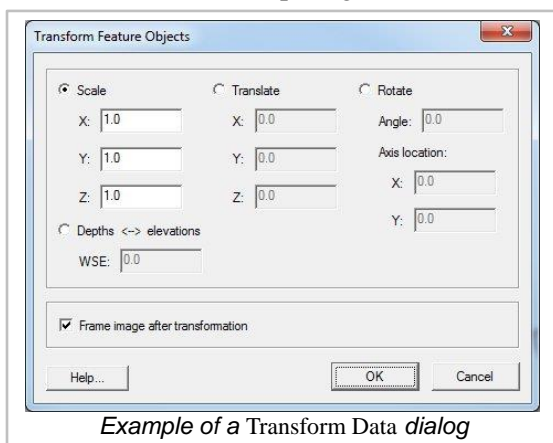 Transform Feature Objects
Scale
X: 1.0
Y: 1.0
Z: 1.0
Depths <--> elevations
WSE: 0.0
Translate
X: 0.0
Y: 0.0
Z: 0.0
Rotate
Angle: 0.0
Axis location:
X: 0.0
Y: 0.0
Frame image after transformation
Help...
OK
Cancel
Example of a Transform Data dialog